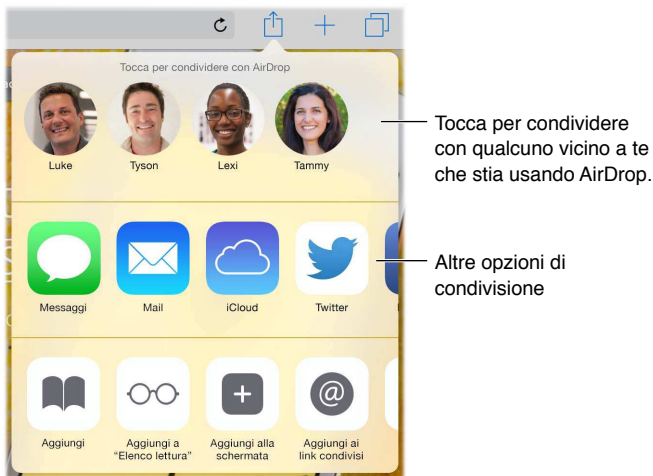 Tocca per condividere con AirDrop
Luke
Tyson
Lexi
Tammy
Tocca per condividere
con qualcuno vicino a te
che stia usando AirDrop.
Messaggi
Mail
iCloud
Twitter
Altre opzioni di
condivisione
Aggiungi
Aggiungi a
“Elenco lettura”
Aggiungi alla
schermata
Aggiungi ai
link condivisi